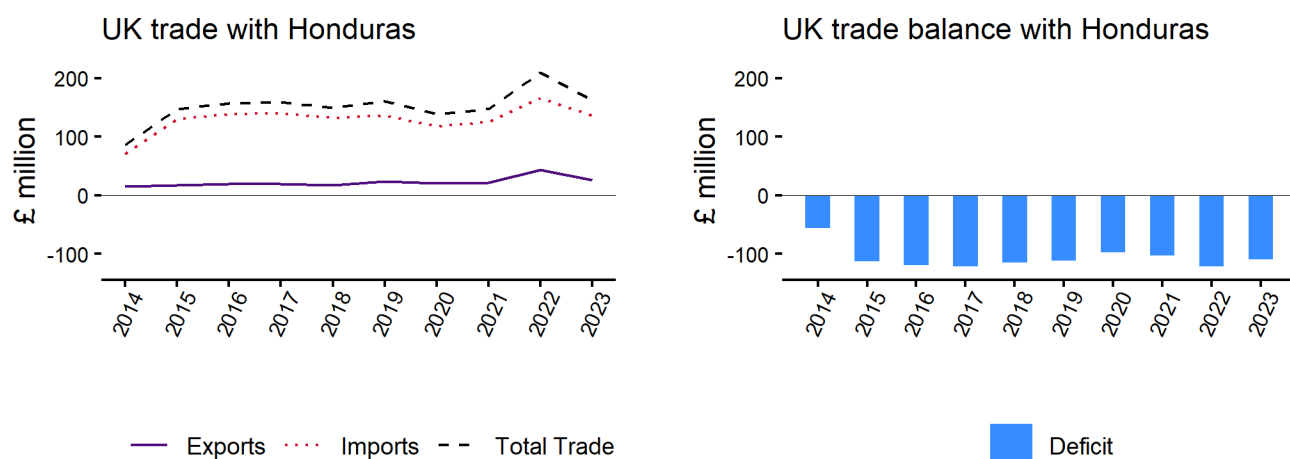 UK trade with Honduras
£ million
200
100
0
-100
2014 2015 2016 2017 2018 2019 2020 2021 2022 2023
Exports Imports Total Trade
UK trade balance with Honduras
£ million
200
100
0
-100
2014 2015 2016 2017 2018 2019 2020 2021 2022 2023
Deficit